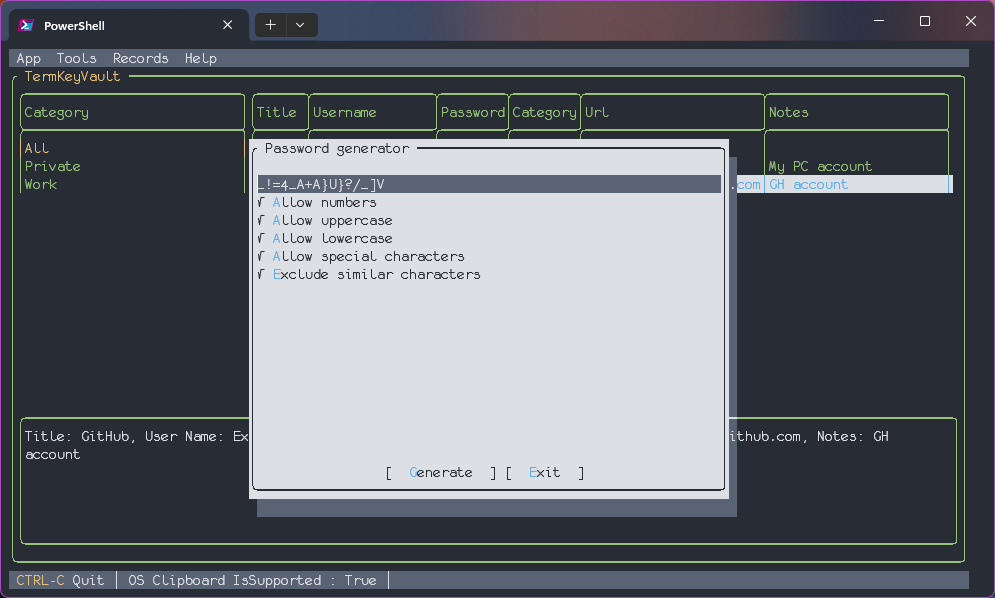 PowerShell
App Tools Records Help
TermKeyVault
Category Title Username Password Category Url Notes
Password generator
All
Private My PC account
_!=4_A+A}U}?/_]V
Work .com GH account
√ Allow numbers
√ Allow uppercase
√ Allow lowercase
√ Allow special characters
√ Exclude similar characters
Title: GitHub, User Name: Ex ithub.com, Notes: GH
account
[ Generate ] [ Exit ]
CTRL-C Quit │ OS Clipboard IsSupported : True │